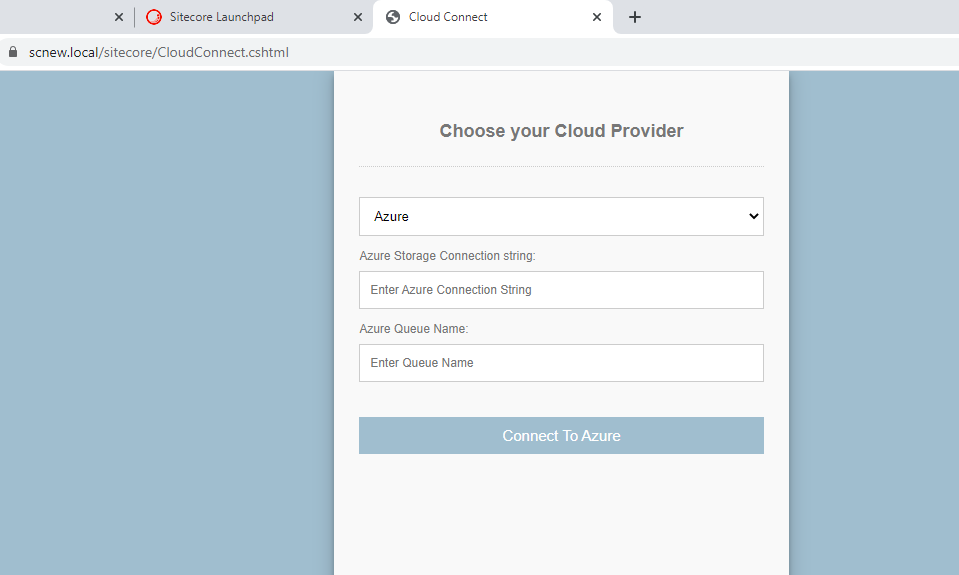 Sitecore Launchpad
Cloud Connect
scnew.local/sitecore/CloudConnect.cshtml
Choose your Cloud Provider
Azure
Azure Storage Connection string:
Enter Azure Connection String
Azure Queue Name:
Enter Queue Name
Connect To Azure